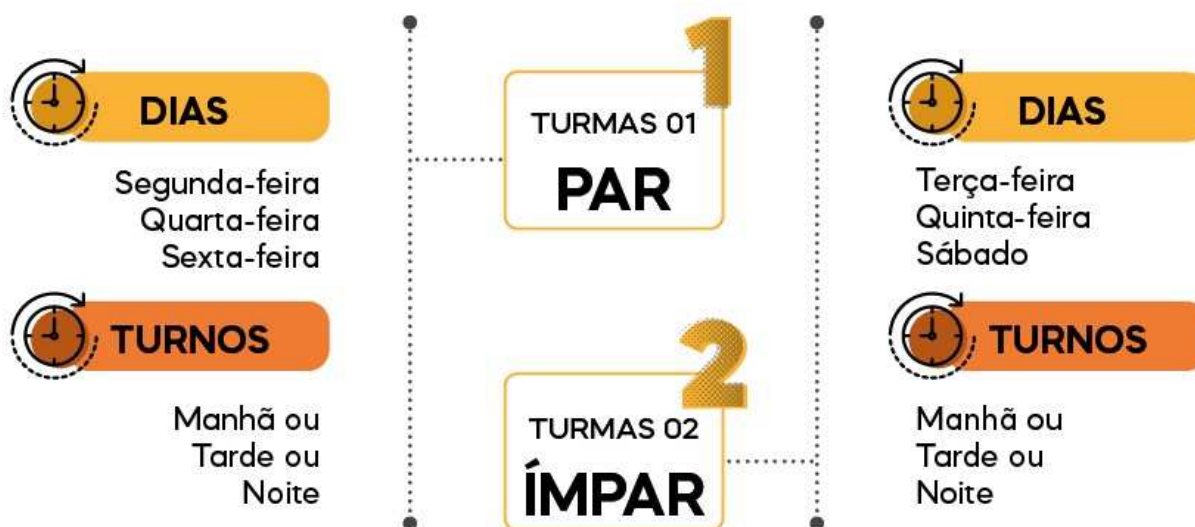 DIAS
Segunda-feira
Quarta-feira
Sexta-feira
TURNOS
Manhã ou
Tarde ou
Noite
1
TURMAS 01
PAR
2
TURMAS 02
ÍMPAR
DIAS
Terça-feira
Quinta-feira
Sábado
TURNOS
Manhã ou
Tarde ou
Noite